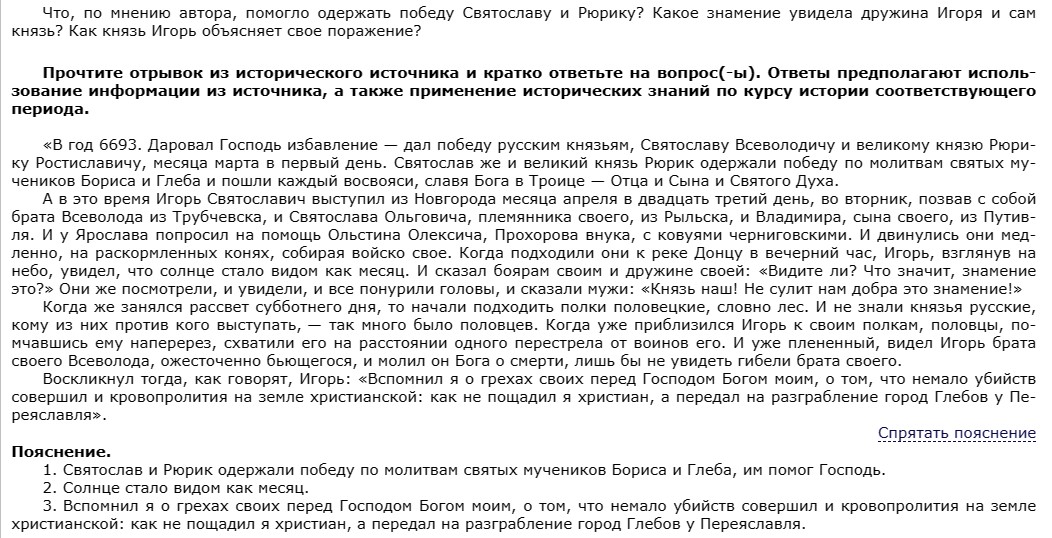 Что, по мнению автора, помогло одержать победу Святославу и Рюрику? Какое знамение увидела дружина Игоря и сам
князь? Как князь Игорь объясняет свое поражение?
Прочтите отрывок из исторического источника и кратко ответьте на вопрос(-ы). Ответы предполагают исполь-
зование информации из источника, а также применение исторических знаний по курсу истории соответствующего
периода.
«В год 6693. Даровал Господь избавление — дал победу русским князьям, Святославу Всеволодичу и великому князю Рюри-
ку Ростиславичу, месяца марта в первый день. Святослав же и великий князь Рюрик одержали победу по молитвам святых му-
чеников Бориса и Глеба и пошли каждый восвояси, славя Бога в Троице — Отца и Сына и Святого Духа.
А в это время Игорь Святославич выступил из Новгорода месяца апреля в двадцать третий день, во вторник, позвав с собой
брата Всеволода из Трубчевска, и Святослава Ольговича, племянника своего, из Рыльска, и Владимира, сына своего, из Путив-
ля. И у Ярослава попросил на помощь Ольстина Олексича, Прохорова внука, с ковуями черниговскими. И двинулись они мед-
ленно, на раскормленных конях, собирая войско свое. Когда подходили они к реке Донцу в вечерний час, Игорь, взглянув на
небо, увидел, что солнце стало видом как месяц. И сказал боярам своим и дружине своей: «Видите ли? Что значит, знамение
это?» Они же посмотрели, и увидели, и все понурили головы, и сказали мужи: «Князь наш! Не сулит нам добра это знамение!»
Когда же занялся рассвет субботнего дня, то начали подходить полки половецкие, словно лес. И не знали князья русские,
кому из них против кого выступать, — так много было половцев. Когда уже приблизился Игорь к своим полкам, половцы, по-
мчавшись ему наперерез, схватили его на расстоянии одного перестрела от воинов его. И уже плененный, видел Игорь брата
своего Всеволода, ожесточенно бьющегося, и молил он Бога о смерти, лишь бы не увидеть гибели брата своего.
Воскликнул тогда, как говорят, Игорь: «Вспомнил я о грехах своих перед Господом Богом моим, о том, что немало убийств
совершил и кровопролития на земле христианской: как не пощадил я христиан, а передал на разграбление город Глебов у Пе-
реяславля».
Спрятать пояснение
Пояснение.
1. Святослав и Рюрик одержали победу по молитвам святых мучеников Бориса и Глеба, им помог Господь.
2. Солнце стало видом как месяц.
3. Вспомнил я о грехах своих перед Господом Богом моим, о том, что немало убийств совершил и кровопролития на земле
христианской: как не пощадил я христиан, а передал на разграбление город Глебов у Переяславля.